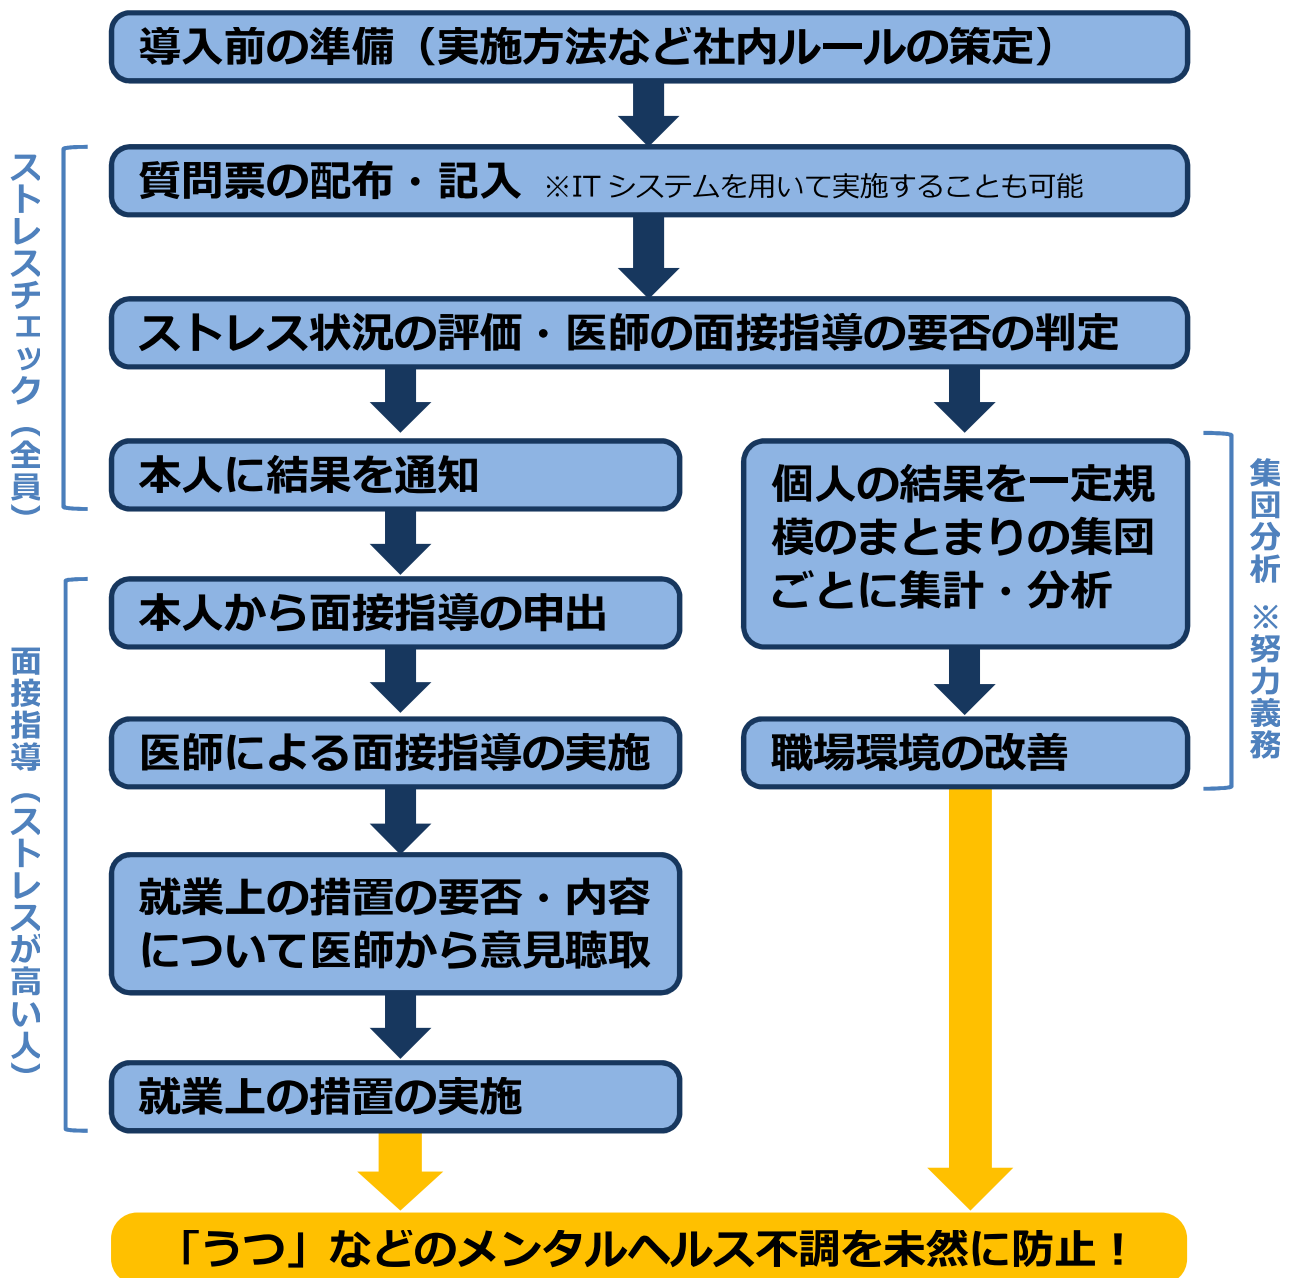 導入前の準備（実施方法など社内ルールの策定）
ストレスチェック（全員）
質問票の配布・記入 ※IT システムを用いて実施することも可能
ストレス状況の評価・医師の面接指導の要否の判定
本人に結果を通知
面接指導（ストレスが高い人）
本人から面接指導の申出
医師による面接指導の実施
就業上の措置の要否・内容
について医師から意見聴取
就業上の措置の実施
個人の結果を一定規
模のまとまりの集団
ごとに集計・分析
職場環境の改善
集団分析 ※努力義務
「うつ」などのメンタルヘルス不調を未然に防止！